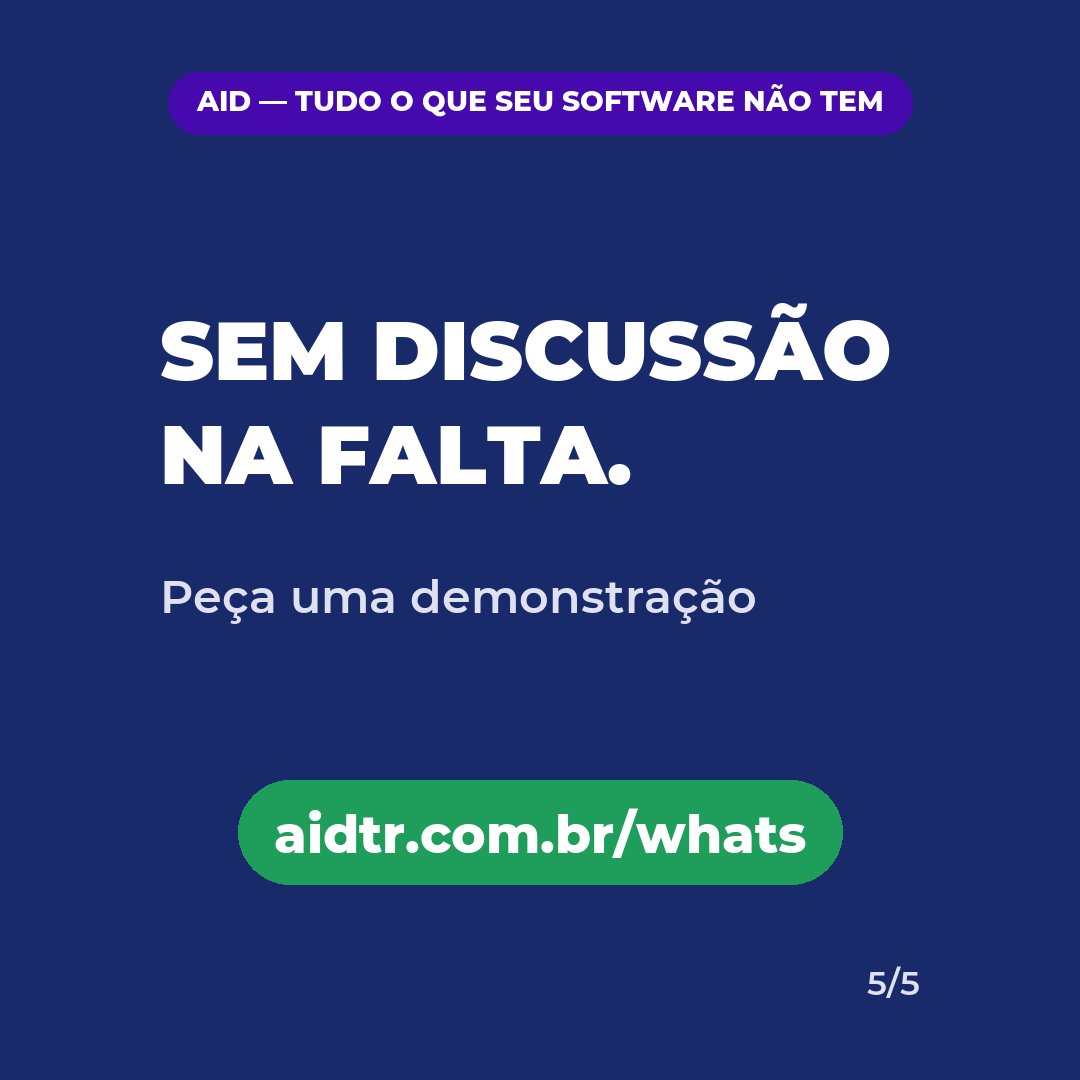 AID — TUDO O QUE SEU SOFTWARE NÃO TEM
SEM DISCUSSÃO
NA FALTA.
Peça uma demonstração
aidtr.com.br/whats
5/5